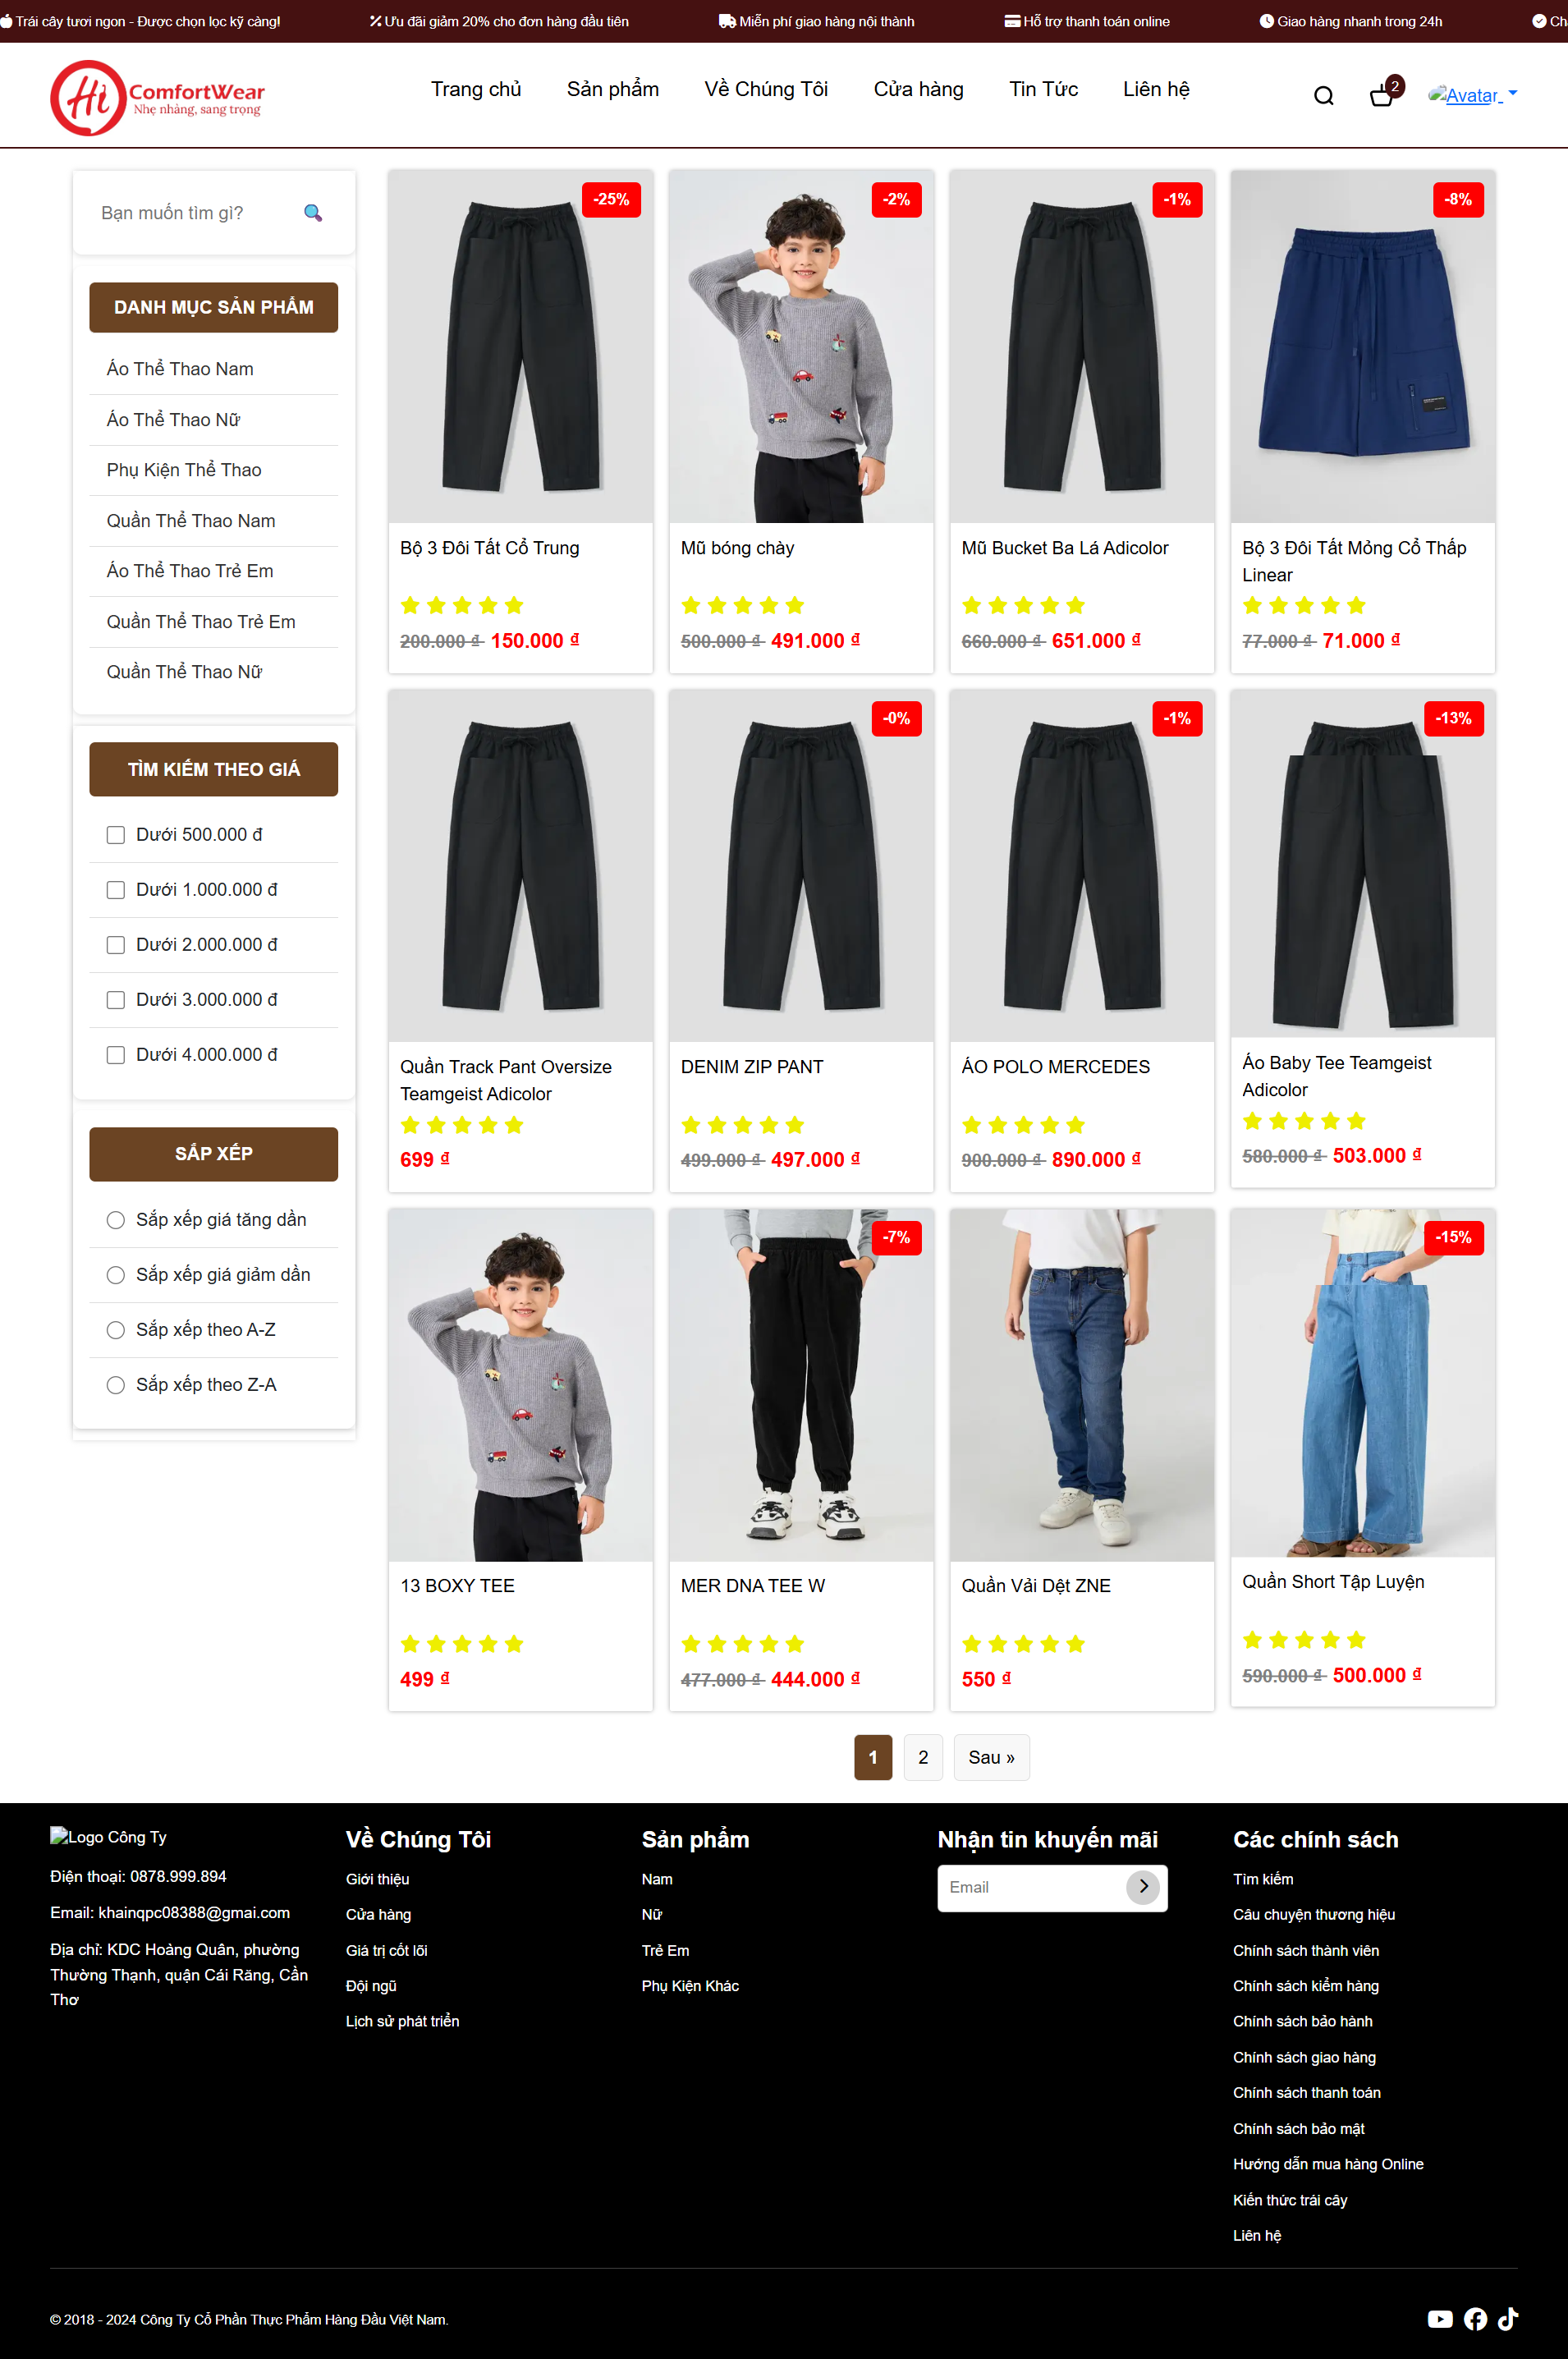 Trái cây tươi ngon - Được chọn lọc kỹ càng!
Ưu đãi giảm 20% cho đơn hàng đầu tiên
Miễn phí giao hàng nội thành
Hỗ trợ thanh toán online
Giao hàng nhanh trong 24h
Hi ComfortWear
Nhẹ nhàng, sang trọng
Trang chủ
Sản phẩm
Về Chúng Tôi
Cửa hàng
Tin Tức
Liên hệ
2
Avatar
Bạn muốn tìm gì?
DANH MỤC SẢN PHẨM
Áo Thể Thao Nam
Áo Thể Thao Nữ
Phụ Kiện Thể Thao
Quần Thể Thao Nam
Áo Thể Thao Trẻ Em
Quần Thể Thao Trẻ Em
Quần Thể Thao Nữ
TÌM KIẾM THEO GIÁ
Dưới 500.000 đ
Dưới 1.000.000 đ
Dưới 2.000.000 đ
Dưới 3.000.000 đ
Dưới 4.000.000 đ
SẮP XẾP
Sắp xếp giá tăng dần
Sắp xếp giá giảm dần
Sắp xếp theo A-Z
Sắp xếp theo Z-A
-25%
Bộ 3 Đôi Tất Cổ Trung
200.000 ₫ 150.000 ₫
-2%
Mũ bóng chày
500.000 ₫ 491.000 ₫
-1%
Mũ Bucket Ba Lá Adicolor
660.000 ₫ 651.000 ₫
-8%
Bộ 3 Đôi Tất Mỏng Cổ Thấp
Linear
77.000 ₫ 71.000 ₫
Quần Track Pant Oversize
Teamgeist Adicolor
699 ₫
-0%
DENIM ZIP PANT
499.000 ₫ 497.000 ₫
-1%
ÁO POLO MERCEDES
900.000 ₫ 890.000 ₫
-13%
Áo Baby Tee Teamgeist
Adicolor
580.000 ₫ 503.000 ₫
13 BOXY TEE
499 ₫
-7%
MER DNA TEE W
477.000 ₫ 444.000 ₫
Quần Vải Dệt ZNE
550 ₫
-15%
Quần Short Tập Luyện
590.000 ₫ 500.000 ₫
1
2
Sau »
Logo Công Ty
Điện thoại: 0878.999.894
Email: khainqpc08388@gmai.com
Địa chỉ: KDC Hoàng Quân, phường
Thường Thạnh, quận Cái Răng, Cần
Thơ
Về Chúng Tôi
Giới thiệu
Cửa hàng
Giá trị cốt lõi
Đội ngũ
Lịch sử phát triển
Sản phẩm
Nam
Nữ
Trẻ Em
Phụ Kiện Khác
Nhận tin khuyến mãi
Email
Các chính sách
Tìm kiếm
Câu chuyện thương hiệu
Chính sách thành viên
Chính sách kiểm hàng
Chính sách bảo hành
Chính sách giao hàng
Chính sách thanh toán
Chính sách bảo mật
Hướng dẫn mua hàng Online
Kiến thức trái cây
Liên hệ
© 2018 - 2024 Công Ty Cổ Phần Thực Phẩm Hàng Đầu Việt Nam.